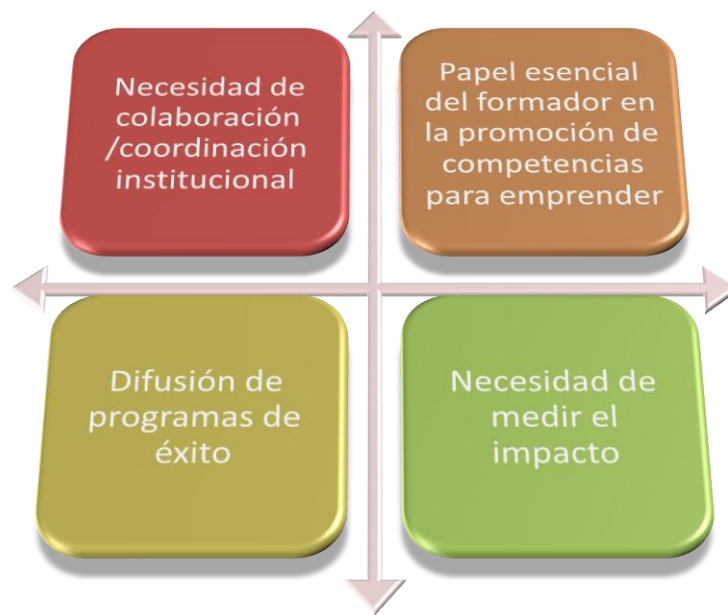 Necesidad de
colaboración
/coordinación
institucional
Papel esencial
del formador en
la promoción de
competencias
para emprender
Difusión de
programas de
éxito
Necesidad de
medir el
impacto